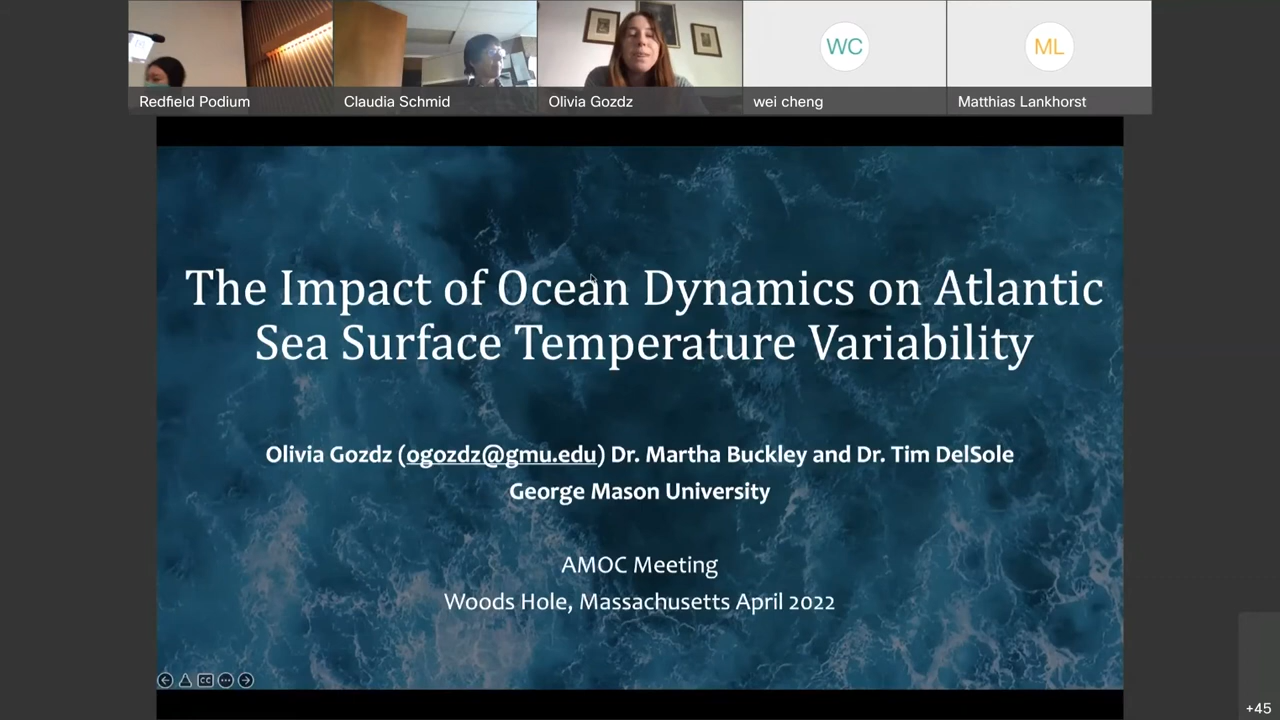 Redfield Podium
Claudia Schmid
Olivia Gozdz
WC
wei cheng
ML
Matthias Lankhorst
The Impact of Ocean Dynamics on Atlantic
Sea Surface Temperature Variability
Olivia Gozdz (ogozdz@gmu.edu) Dr. Martha Buckley and Dr. Tim DelSole
George Mason University
AMOC Meeting
Woods Hole, Massachusetts April 2022
CC
+45